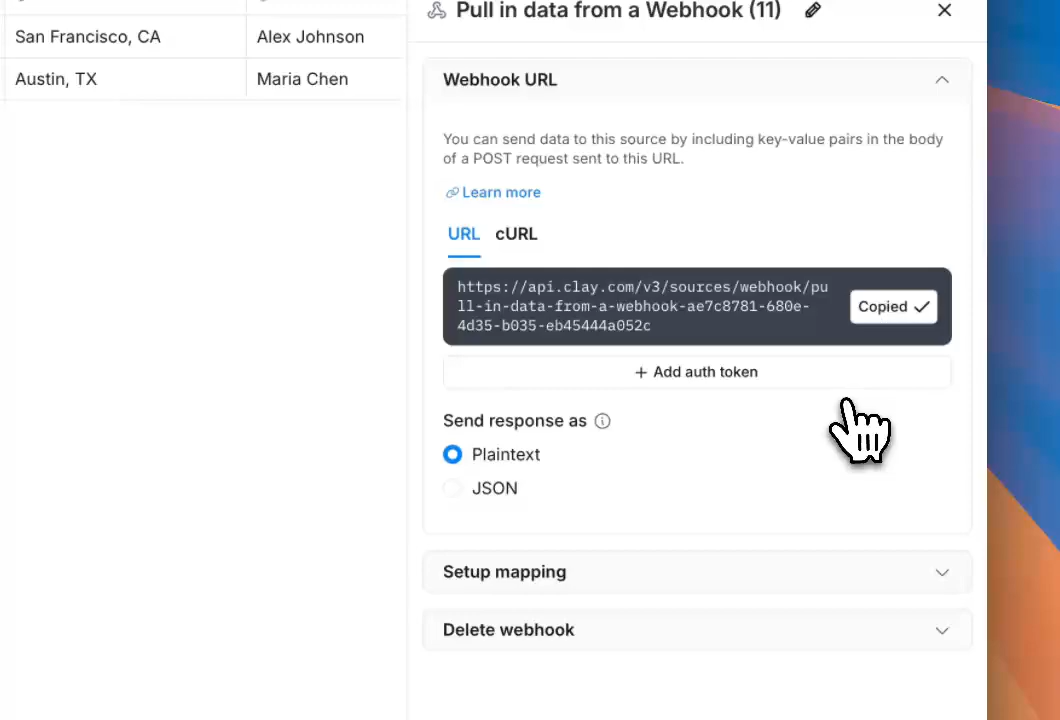 Pull in data from a Webhook (11)
San Francisco, CA
Alex Johnson
Austin, TX
Maria Chen
Webhook URL
You can send data to this source by including key-value pairs in the body
of a POST request sent to this URL.
Learn more
URL cURL
https://api.clay.com/v3/sources/webhook/pu
ll-in-data-from-a-webhook-ae7c8781-680e-
4d35-b035-eb45444a052c
Copied
+ Add auth token
Send response as
Plaintext
JSON
Setup mapping
Delete webhook